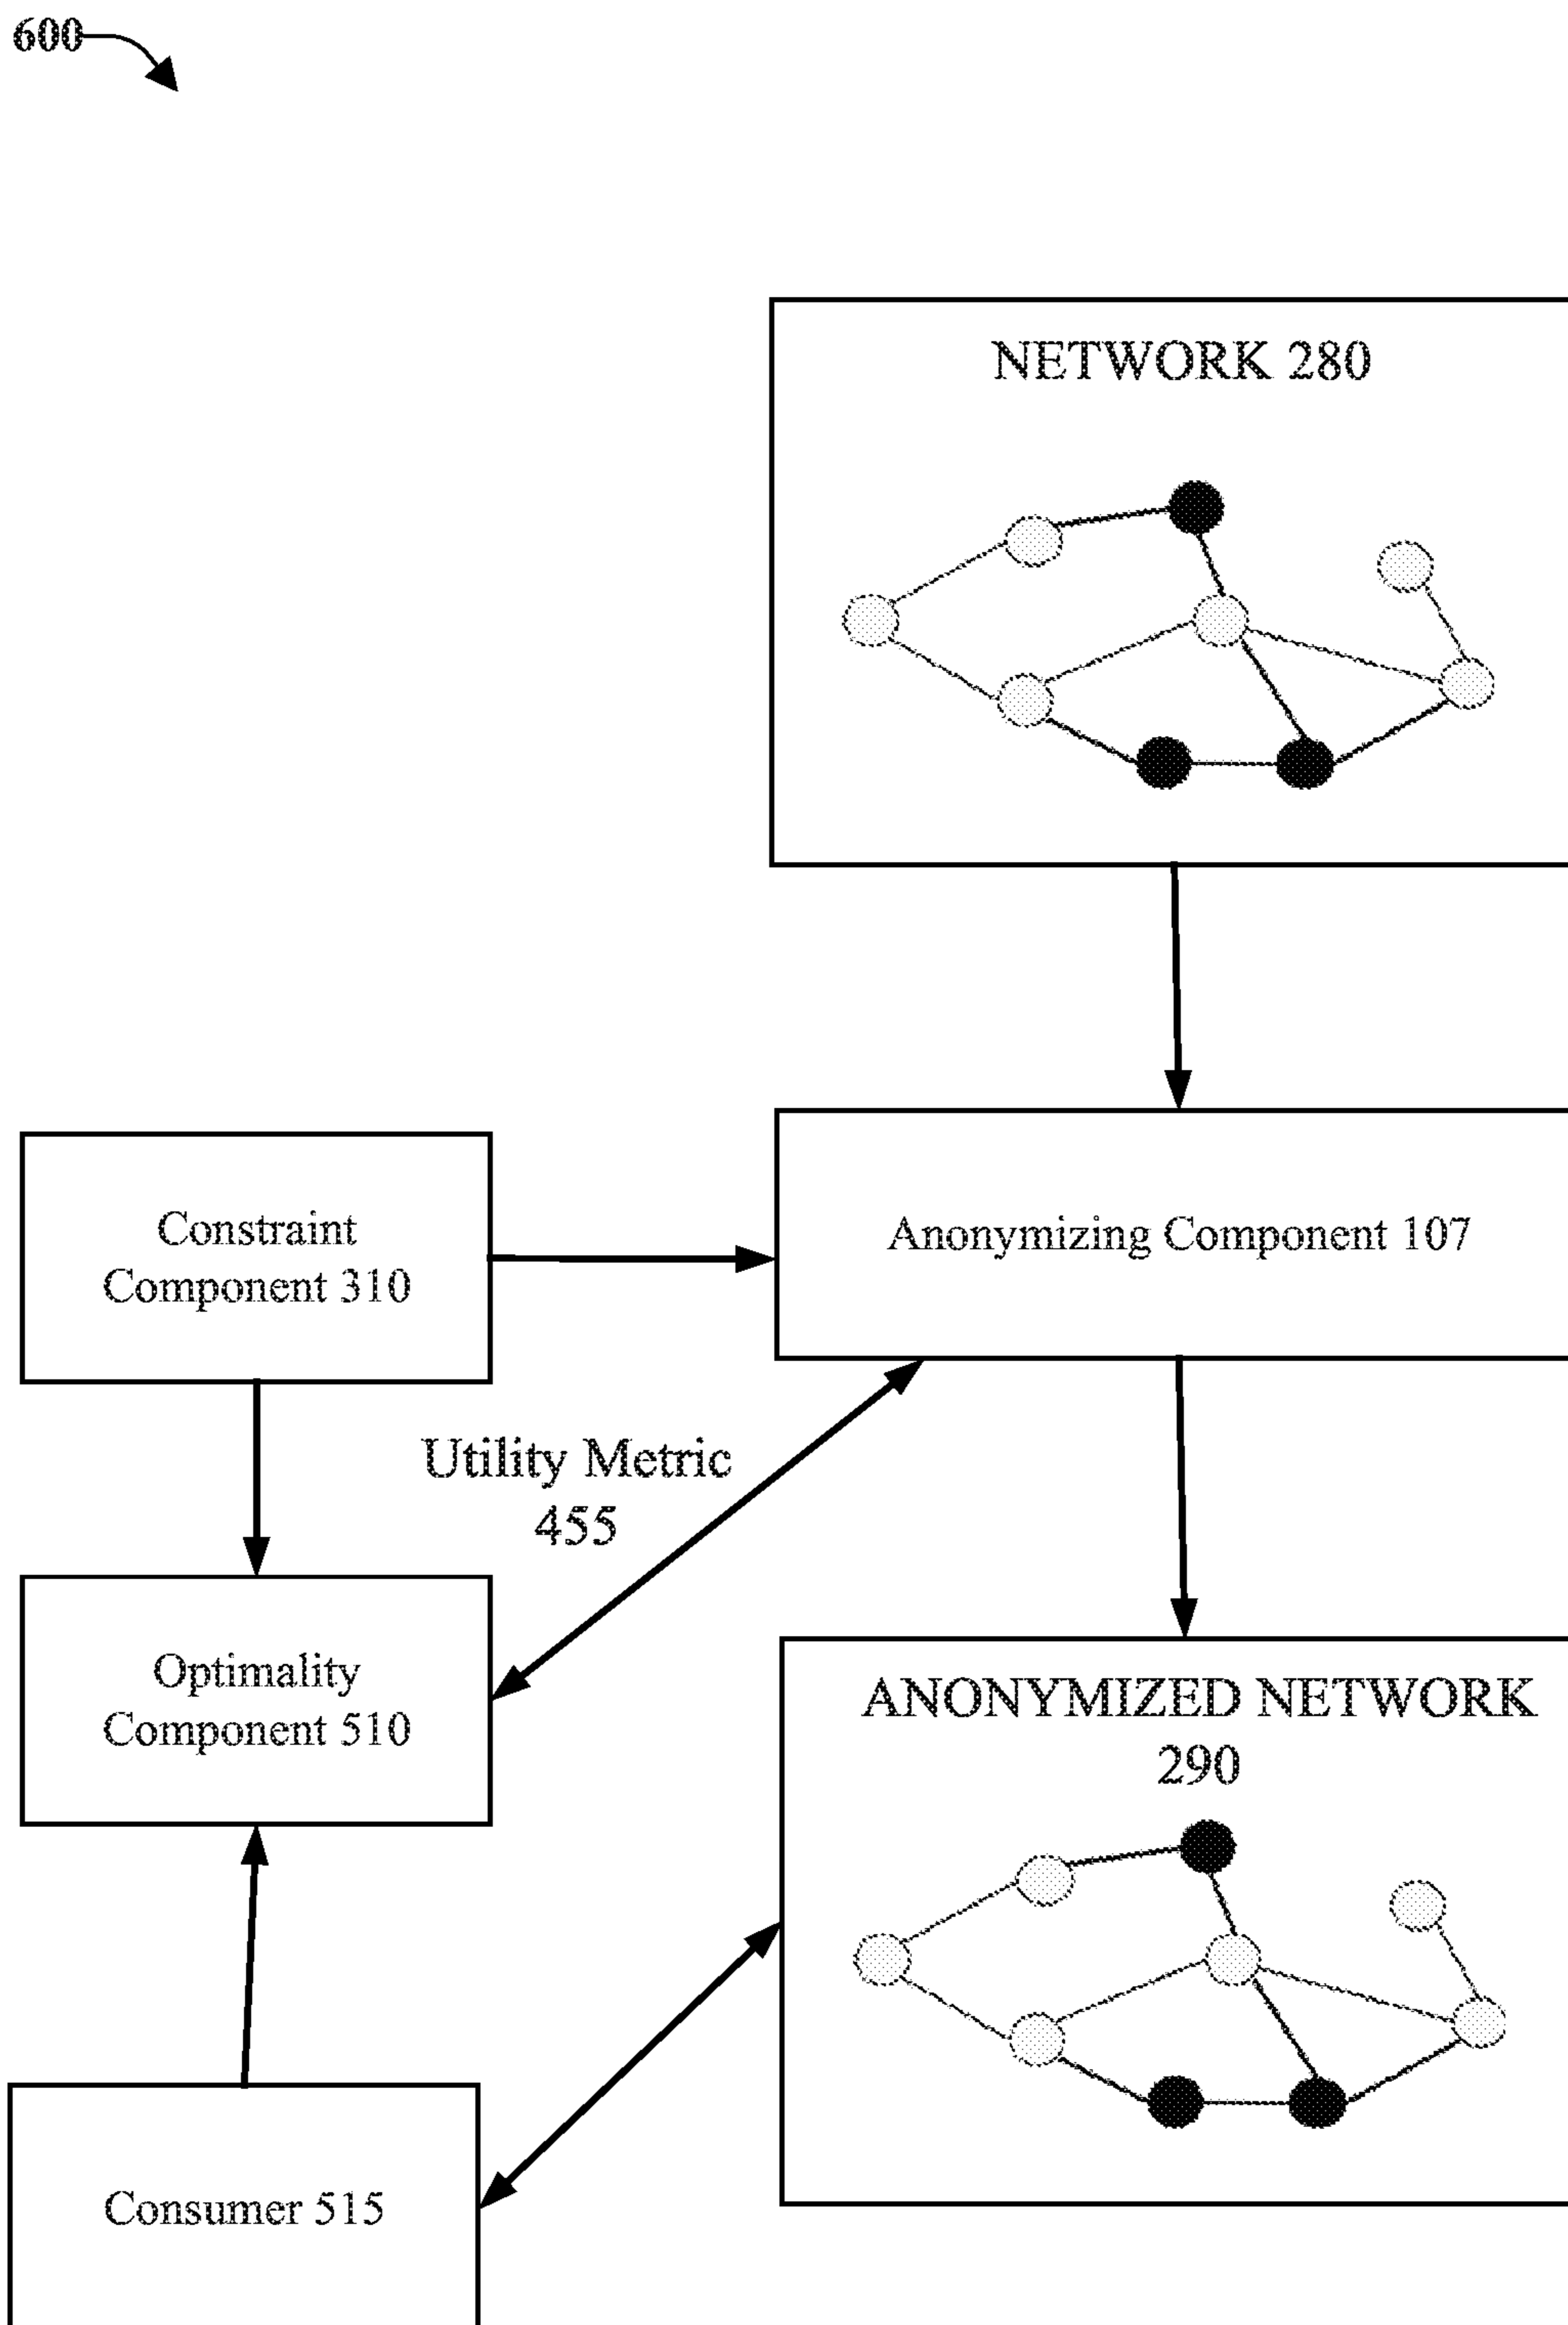 600
NETWORK 280
Constraint
Component 310
Anonymizing Component 107
Utility Metric
455
Optimality
Component 510
ANONYMIZED NETWORK
290
Consumer 515